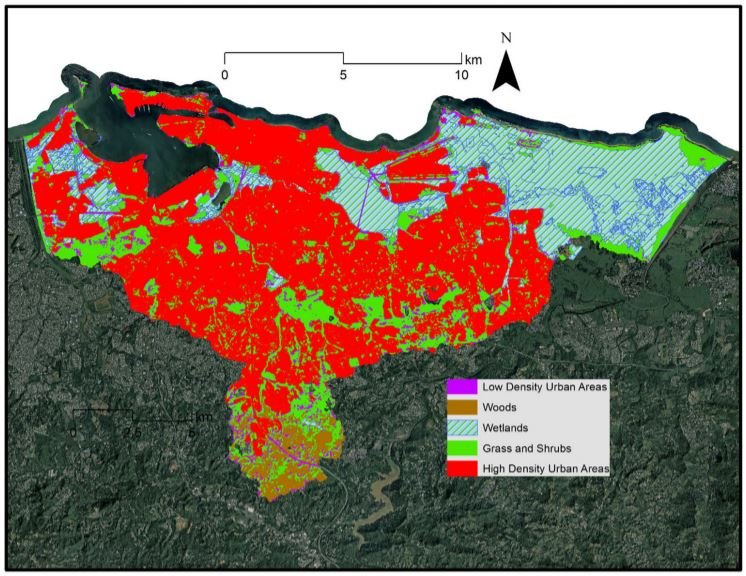 N
km
0 5 10
km
0 2.5 5
Low Density Urban Areas
Woods
Wetlands
Grass and Shrubs
High Density Urban Areas